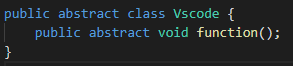 public abstract class Vscode {
    public abstract void function();
}